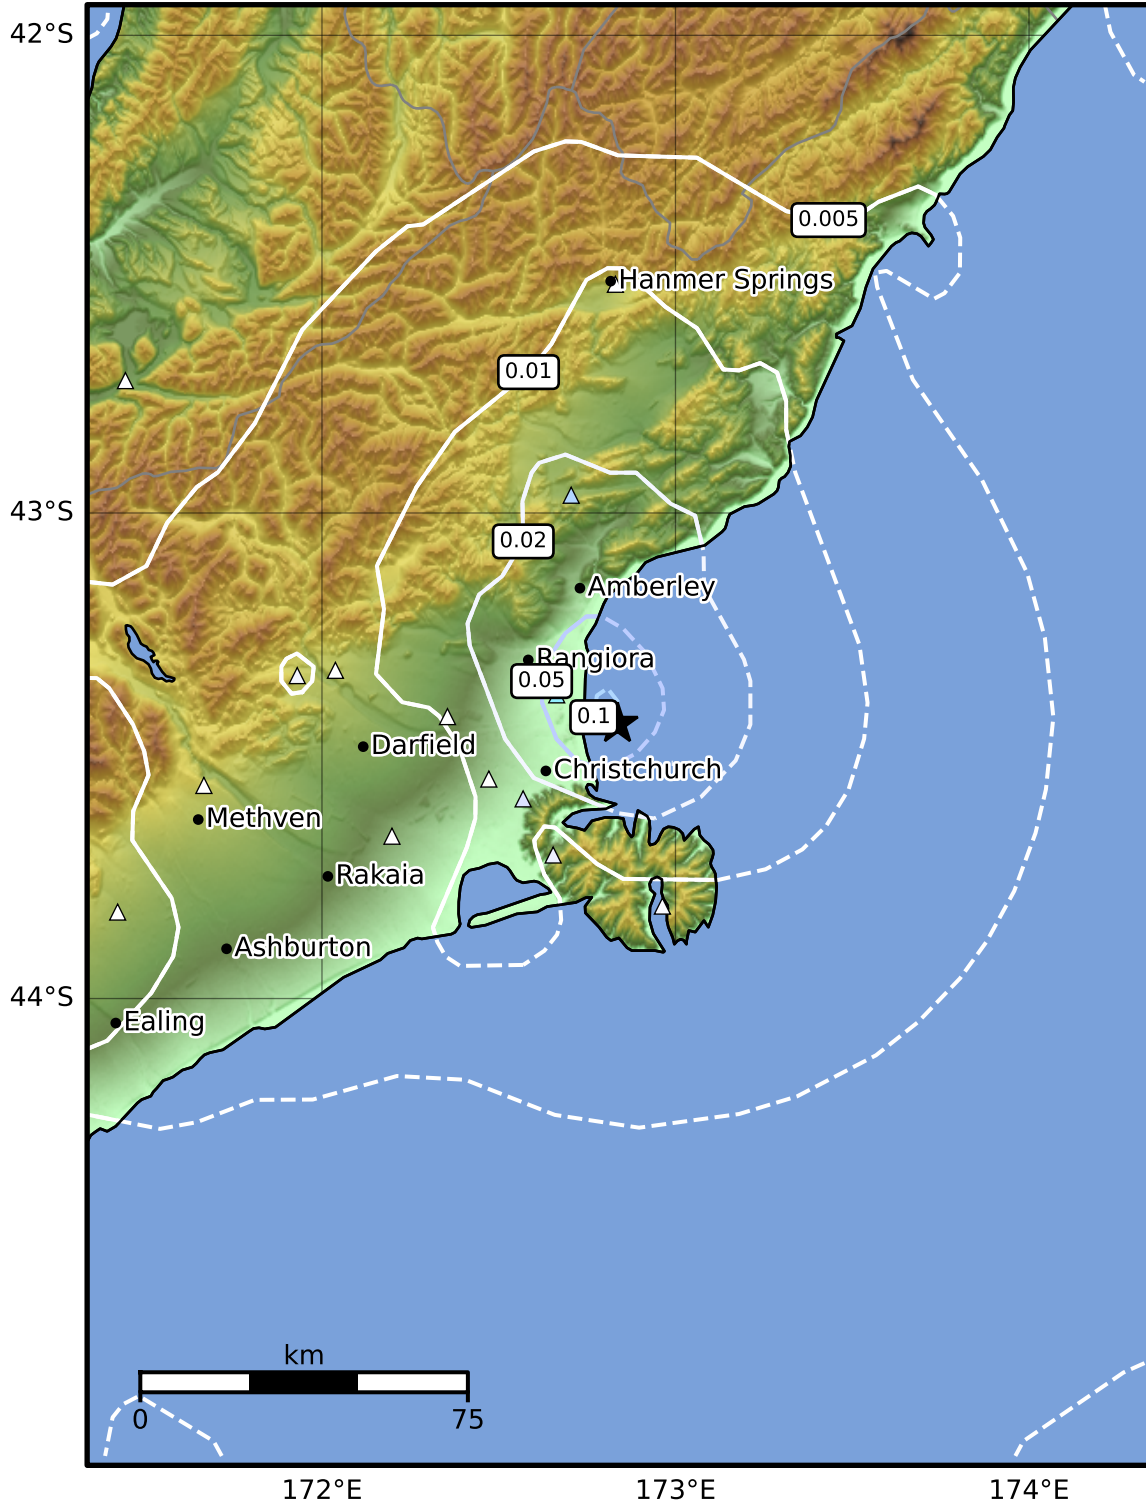 42°S
0.005
Hanmer Springs
0.01
43°S
0.02
Amberley
Rangiora
0.05
0.1
Darfield
Christchurch
Methven
Rakaia
Ashburton
44°S
Ealing
km
0 75
172°E 173°E 174°E